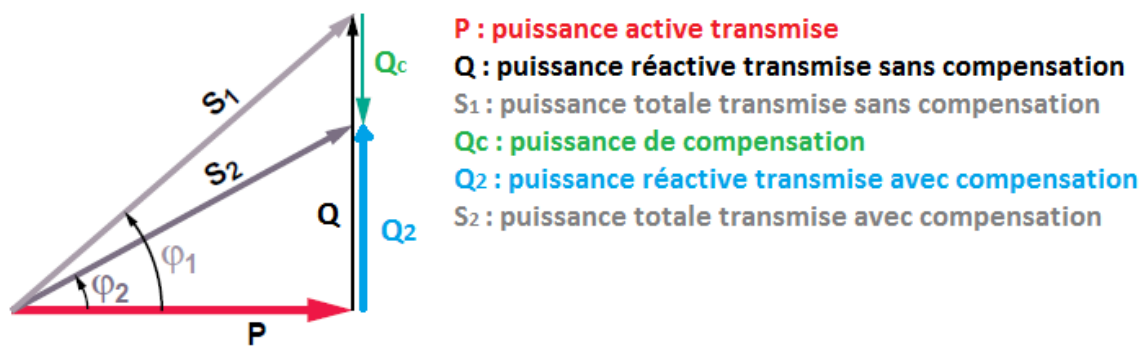 P : puissance active transmise
Q : puissance réactive transmise sans compensation
S1 : puissance totale transmise sans compensation
Qc : puissance de compensation
Q2 : puissance réactive transmise avec compensation
S2 : puissance totale transmise avec compensation
Qc
S1
S2
Q
Q2
φ1
φ2
P